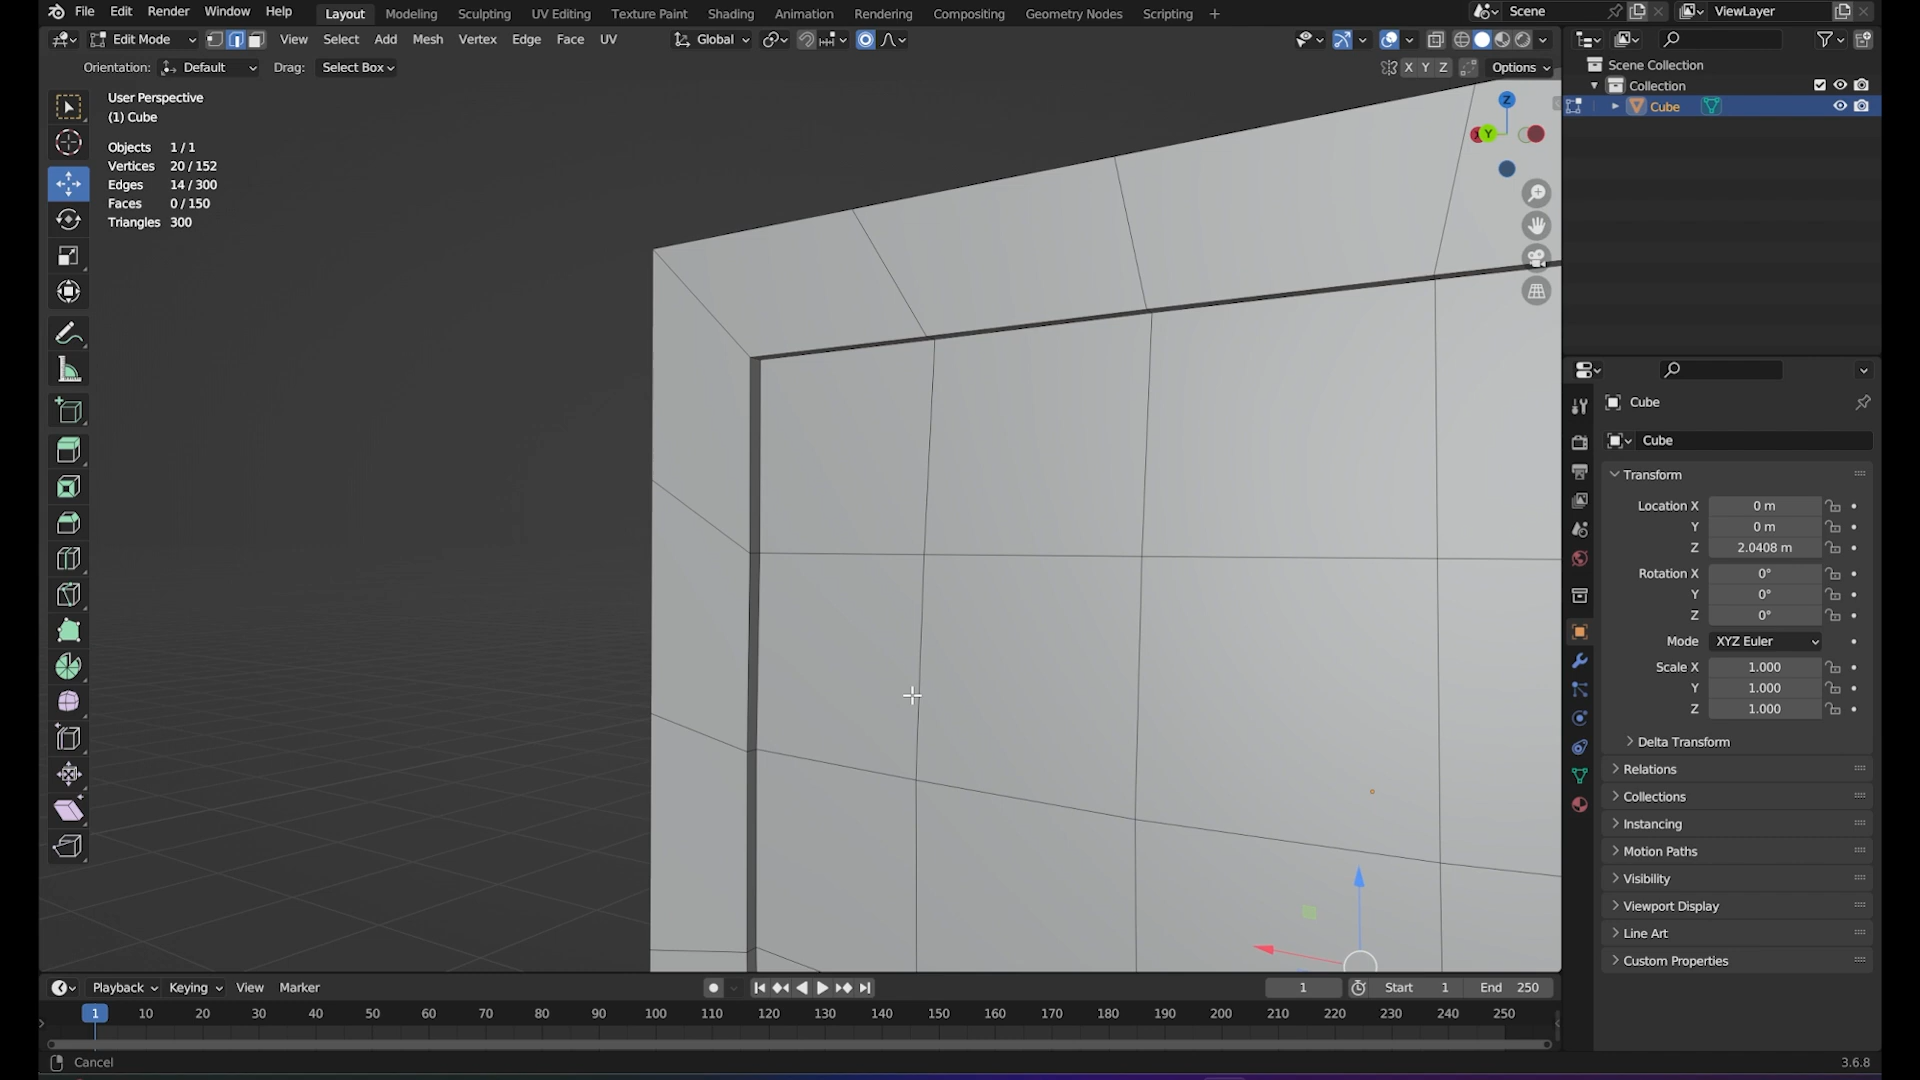 File Edit Render Window Help Layout Modeling Sculpting UV Editing Texture Paint Shading Animation Rendering Compositing Geometry Nodes Scripting + Scene ViewLayer
Edit Mode View Select Add Mesh Vertex Edge Face UV Global
Orientation: Default Drag: Select Box X Y Z Options
User Perspective
(1) Cube
Objects 1/1
Vertices 20/152
Edges 14/300
Faces 0/150
Triangles 300
Z
Y
Scene Collection
Collection
Cube
Cube
Cube
Transform
Location X 0 m
Y 0 m
Z 2.0408 m
Rotation X 0°
Y 0°
Z 0°
Mode XYZ Euler
Scale X 1.000
Y 1.000
Z 1.000
Delta Transform
Relations
Collections
Instancing
Motion Paths
Visibility
Viewport Display
Line Art
Custom Properties
Playback Keying View Marker 1 Start 1 End 250
1 10 20 30 40 50 60 70 80 90 100 110 120 130 140 150 160 170 180 190 200 210 220 230 240 250
Cancel 3.6.8